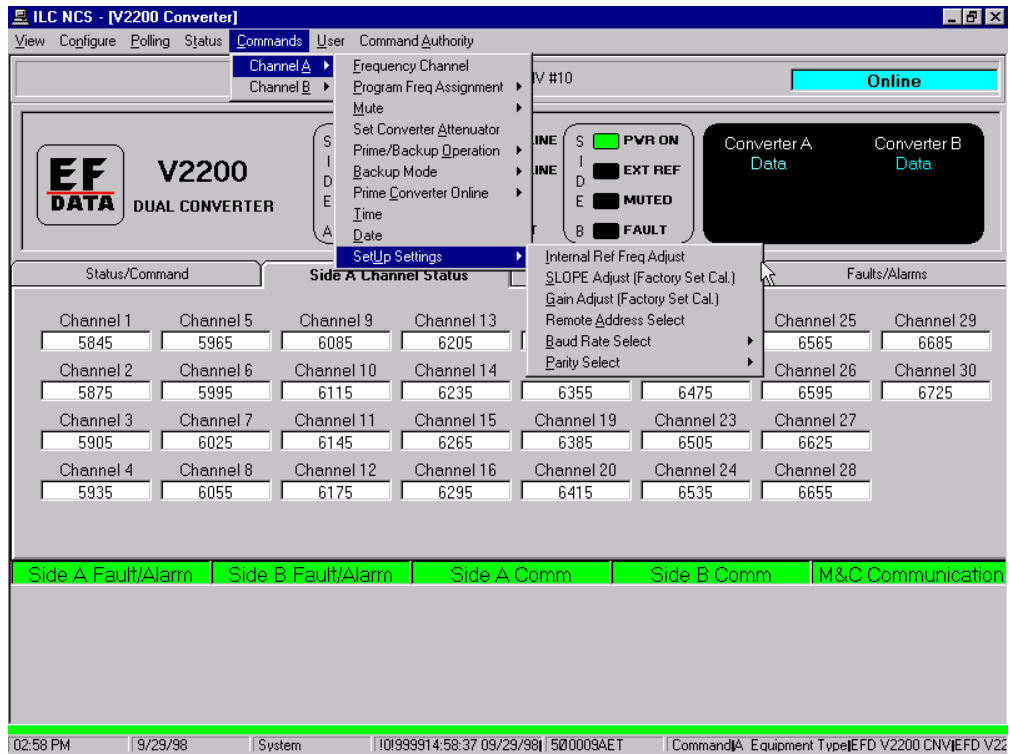 ILC NCS - [V2200 Converter]
View Configure Polling Status Commands User Command Authority
Channel A
Channel B
Frequency Channel
Program Freq Assignment
Mute
Set Converter Attenuator
Prime/Backup Operation
Backup Mode
Prime Converter Online
Time
Date
SetUp Settings
Internal Ref Freq Adjust
SLOPE Adjust (Factory Set Cal.)
Gain Adjust (Factory Set Cal.)
Remote Address Select
Baud Rate Select
Parity Select
#10
Online
EF
DATA
V2200
DUAL CONVERTER
S
I
D
E
A
S
I
D
E
B
PWR ON
EXT REF
MUTED
FAULT
Converter A
Data
Converter B
Data
Status/Command
Side A Channel Status
Faults/Alarms
Channel 1 Channel 5 Channel 9 Channel 13 Channel 25 Channel 29
5845 5965 6085 6205 6565 6685
Channel 2 Channel 6 Channel 10 Channel 14 Channel 26 Channel 30
5875 5995 6115 6235 6355 6475 6595 6725
Channel 3 Channel 7 Channel 11 Channel 15 Channel 19 Channel 23 Channel 27
5905 6025 6145 6265 6385 6505 6625
Channel 4 Channel 8 Channel 12 Channel 16 Channel 20 Channel 24 Channel 28
5935 6055 6175 6295 6415 6535 6655
Side A Fault/Alarm Side B Fault/Alarm Side A Comm Side B Comm M&C Communication
02:58 PM 9/29/98 System 09/29/98 Equipment Type EFD V2200 CNV EFD